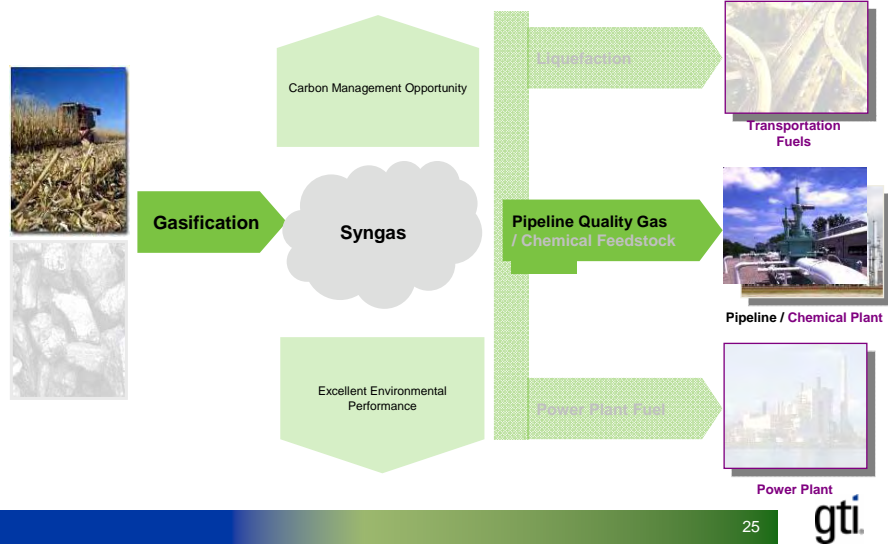 Carbon Management Opportunity
Liquefaction
Transportation
Fuels
Gasification
Syngas
Pipeline Quality Gas
/ Chemical Feedstock
Pipeline / Chemical Plant
Excellent Environmental
Performance
Power Plant Fuel
Power Plant
25
gti.